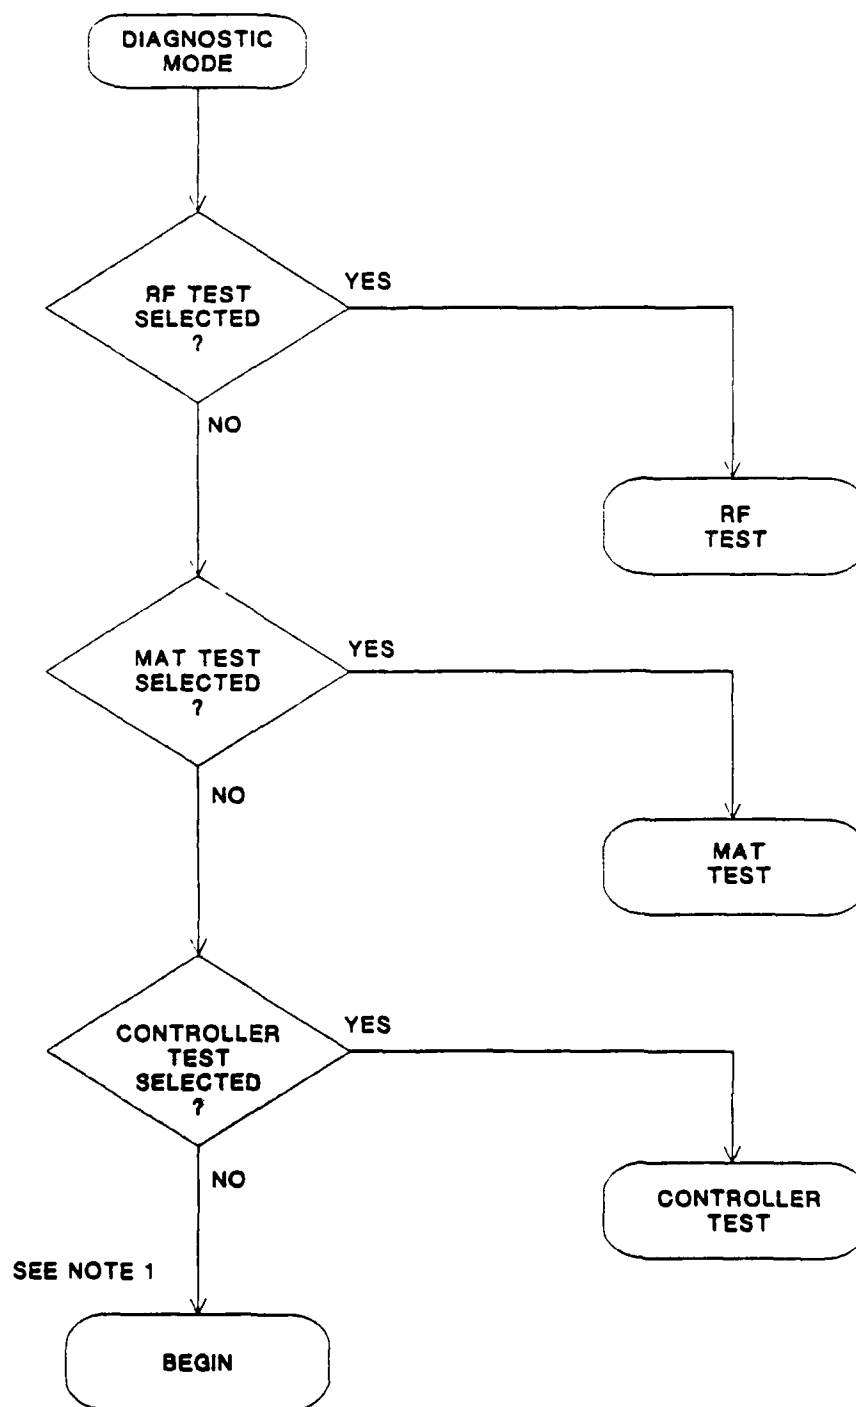 DIAGNOSTIC
MODE
RF TEST
SELECTED
?
YES
NO
RF
TEST
MAT TEST
SELECTED
?
YES
NO
MAT
TEST
CONTROLLER
TEST
SELECTED
?
YES
NO
CONTROLLER
TEST
SEE NOTE 1
BEGIN